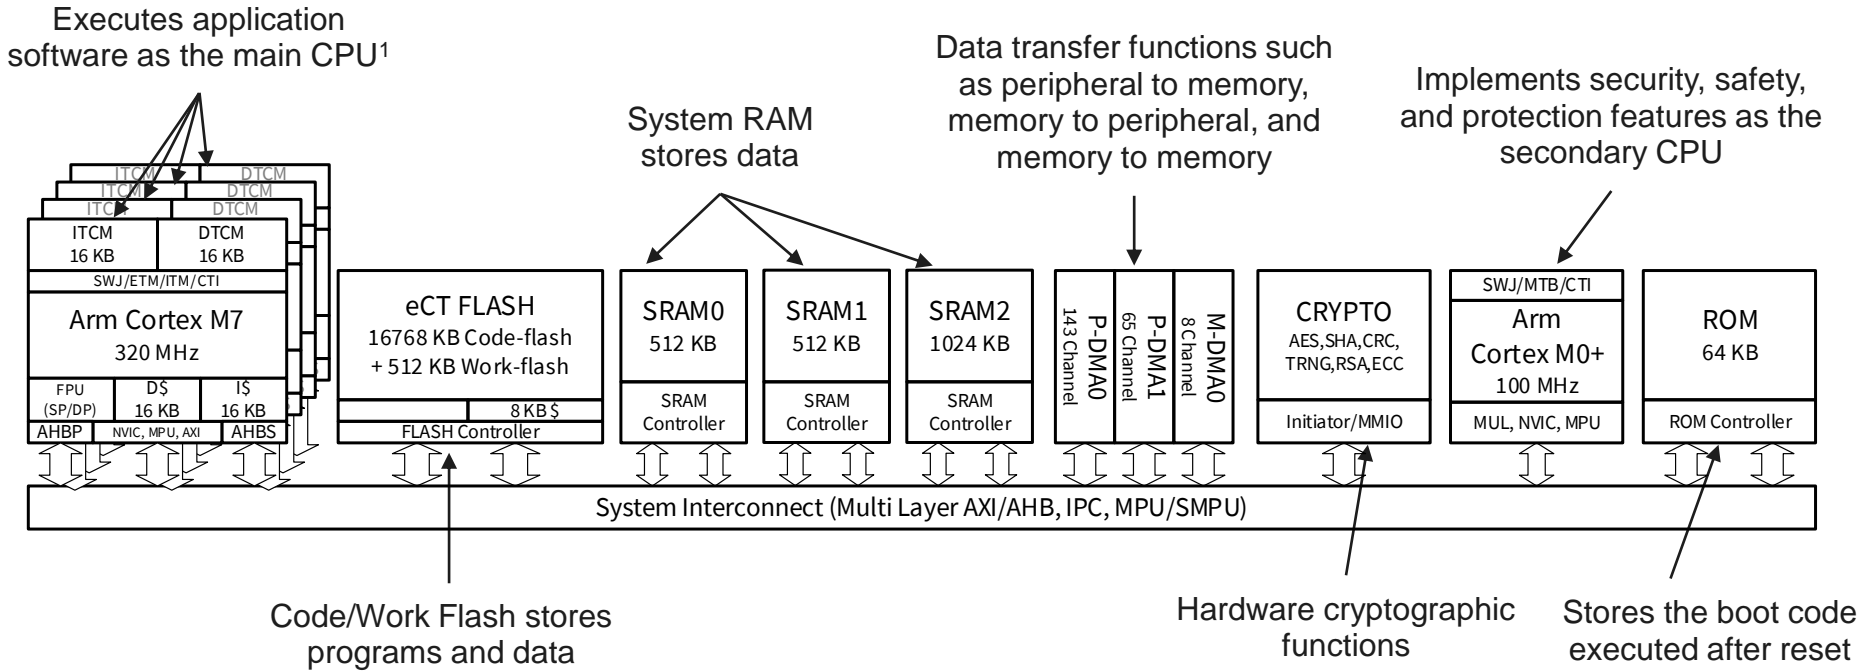 Executes application
software as the main CPU¹
System RAM
stores data
Data transfer functions such
as peripheral to memory,
memory to peripheral, and
memory to memory
Implements security, safety,
and protection features as the
secondary CPU
ITCM DTCM
ITCM DTCM
ITCM DTCM
ITCM
16 KB
DTCM
16 KB
SWJ/ETM/ITM/CTI
Arm Cortex M7
320 MHz
FPU
(SP/DP)
D$
16 KB
I$
16 KB
AHBP
NVIC, MPU, AXI
AHBS
eCT FLASH
16768 KB Code-flash
+ 512 KB Work-flash
8 KB $
FLASH Controller
SRAM0
512 KB
SRAM
Controller
SRAM1
512 KB
SRAM
Controller
SRAM2
1024 KB
SRAM
Controller
P-DMA0
143 Channel
P-DMA1
65 Channel
M-DMA0
8 Channel
CRYPTO
AES,SHA,CRC,
TRNG,RSA,ECC
Initiator/MMIO
SWJ/MTB/CTI
Arm
Cortex M0+
100 MHz
MUL, NVIC, MPU
ROM
64 KB
ROM Controller
System Interconnect (Multi Layer AXI/AHB, IPC, MPU/SMPU)
Code/Work Flash stores
programs and data
Hardware cryptographic
functions
Stores the boot code
executed after reset